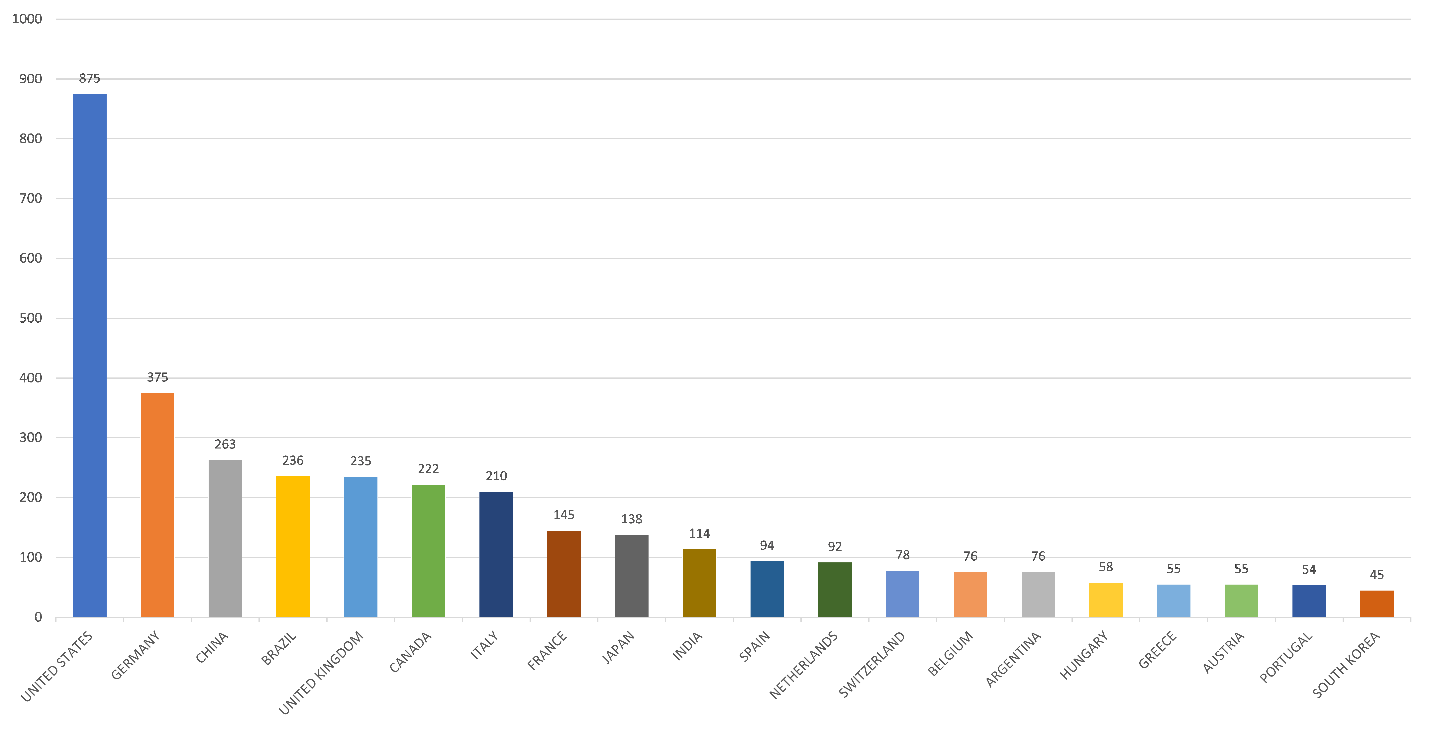 1000
900
800
700
600
500
400
300
200
100
0
875
375
263
236
235
222
210
145
138
114
94
92
78
76
76
58
55
55
54
45
UNITED STATES
GERMANY
CHINA
BRAZIL
UNITED KINGDOM
CANADA
ITALY
FRANCE
JAPAN
INDIA
SPAIN
NETHERLANDS
SWITZERLAND
BELGIUM
ARGENTINA
HUNGARY
GREECE
AUSTRIA
PORTUGAL
SOUTH KOREA